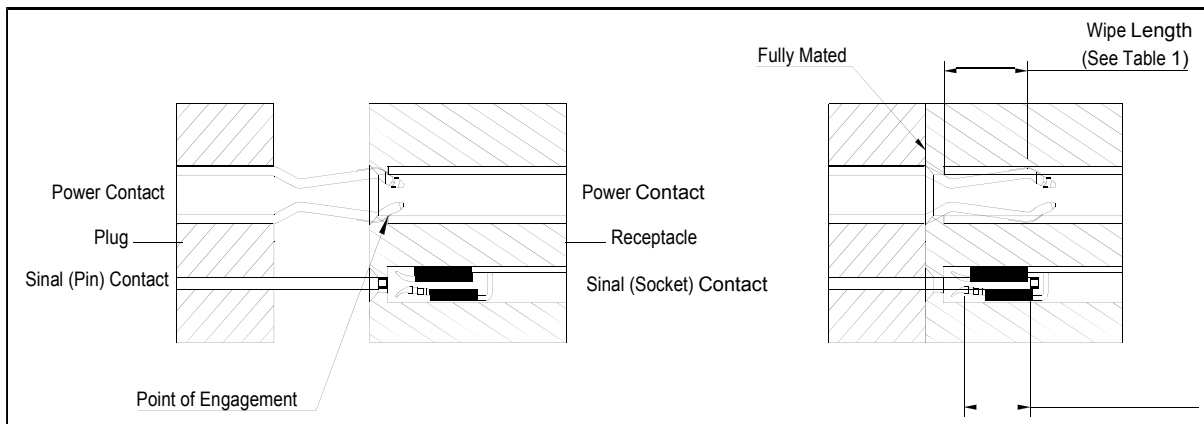 Wipe Length
(See Table 1)
Fully Mated
Power Contact
Power Contact
Plug
Receptacle
Sinal (Pin) Contact
Sinal (Socket) Contact
Point of Engagement